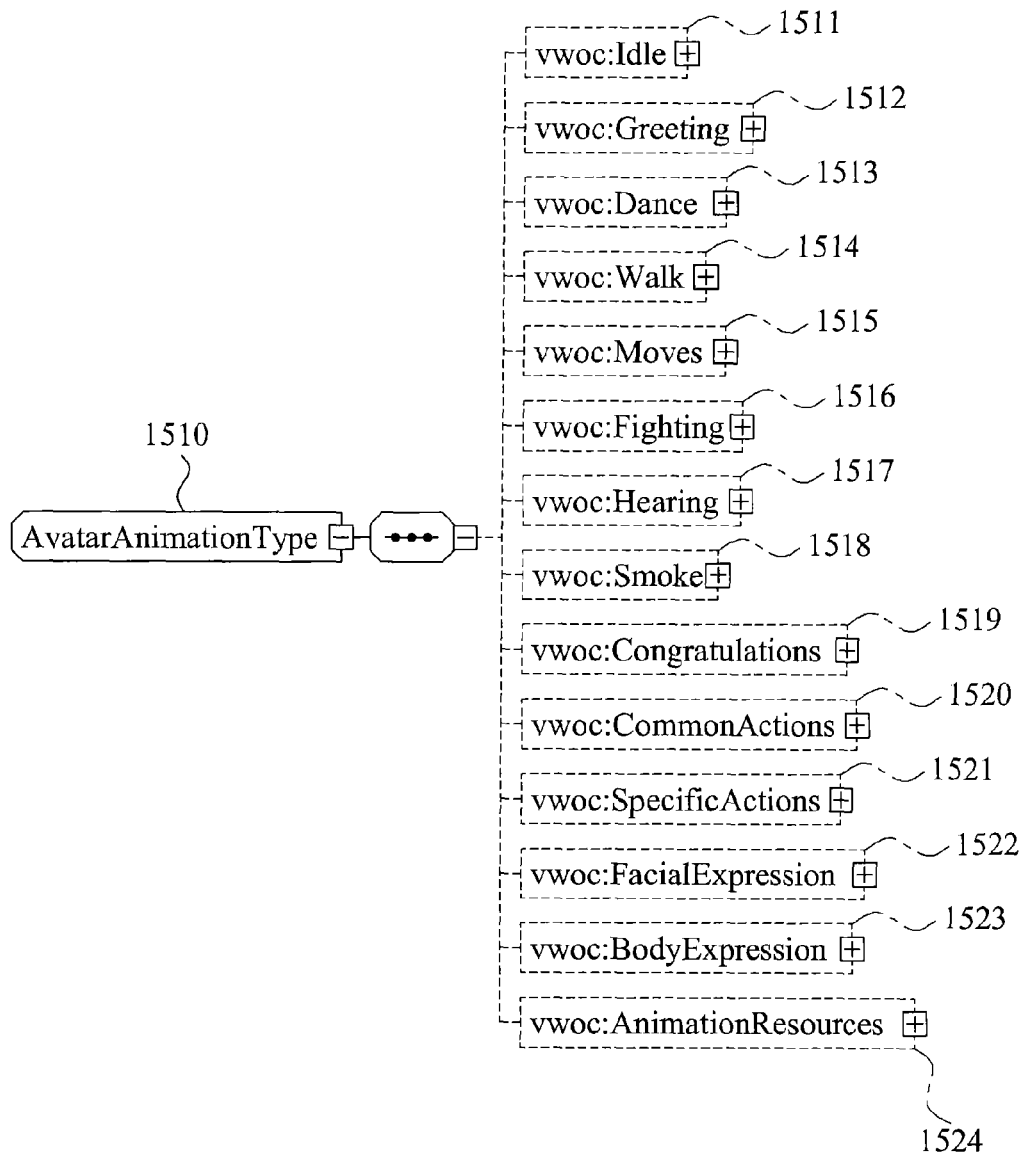 1511
vwoc:Idle
1512
vwoc:Greeting
1513
vwoc:Dance
1514
vwoc:Walk
1515
vwoc:Moves
1516
vwoc:Fighting
1510
1517
vwoc:Hearing
AvatarAnimationType
1518
vwoc:Smoke
1519
vwoc:Congratulations
1520
vwoc:CommonActions
1521
vwoc:SpecificActions
1522
vwoc:FacialExpression
1523
vwoc:BodyExpression
vwoc:AnimationResources
1524